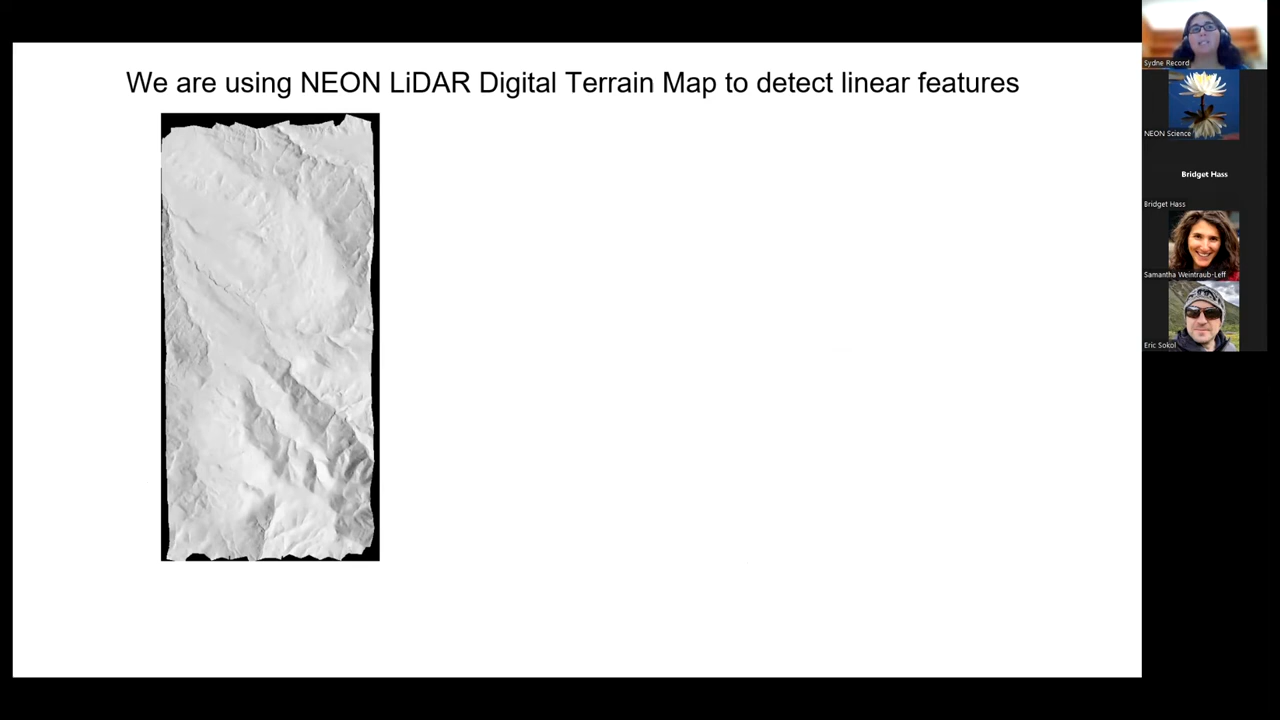 We are using NEON LiDAR Digital Terrain Map to detect linear features
Sydne Record
NEON Science
Bridget Hass
Bridget Hass
Samantha Weintraub-Leff
Eric Sokol